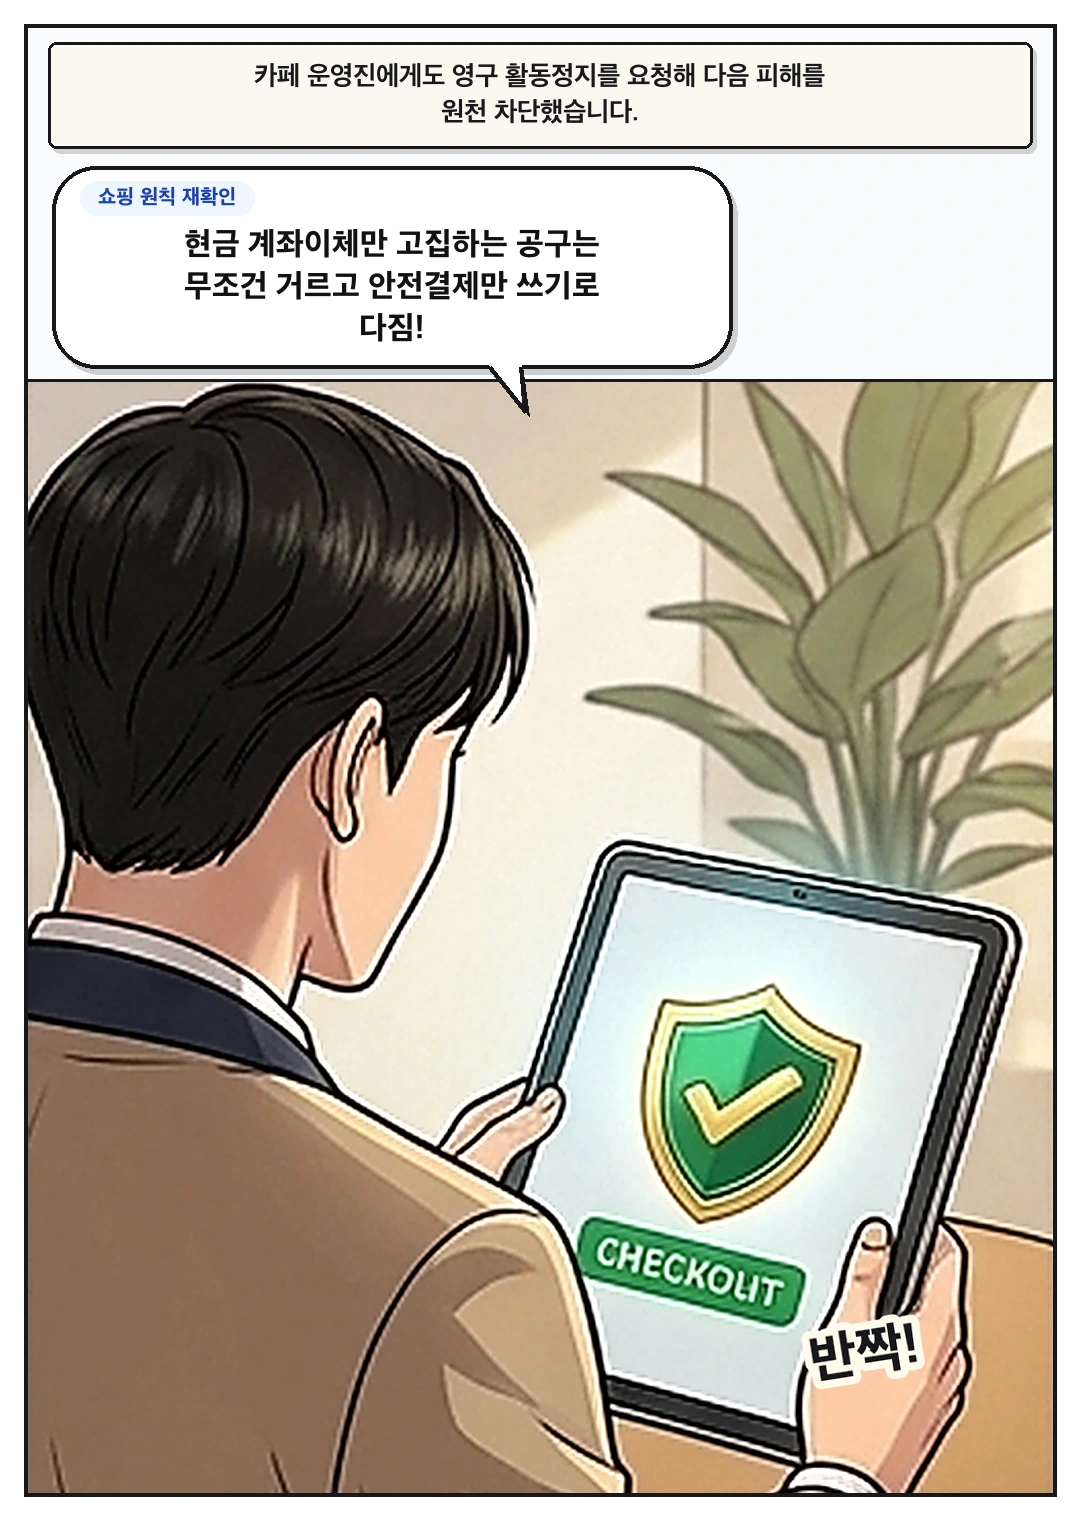 카페 운영진에게도 영구 활동정지를 요청해 다음 피해를
원천 차단했습니다.
쇼핑 원칙 재확인
현금 계좌이체만 고집하는 공구는
무조건 거르고 안전결제만 쓰기로
다짐!
CHECKOUT
반짝!